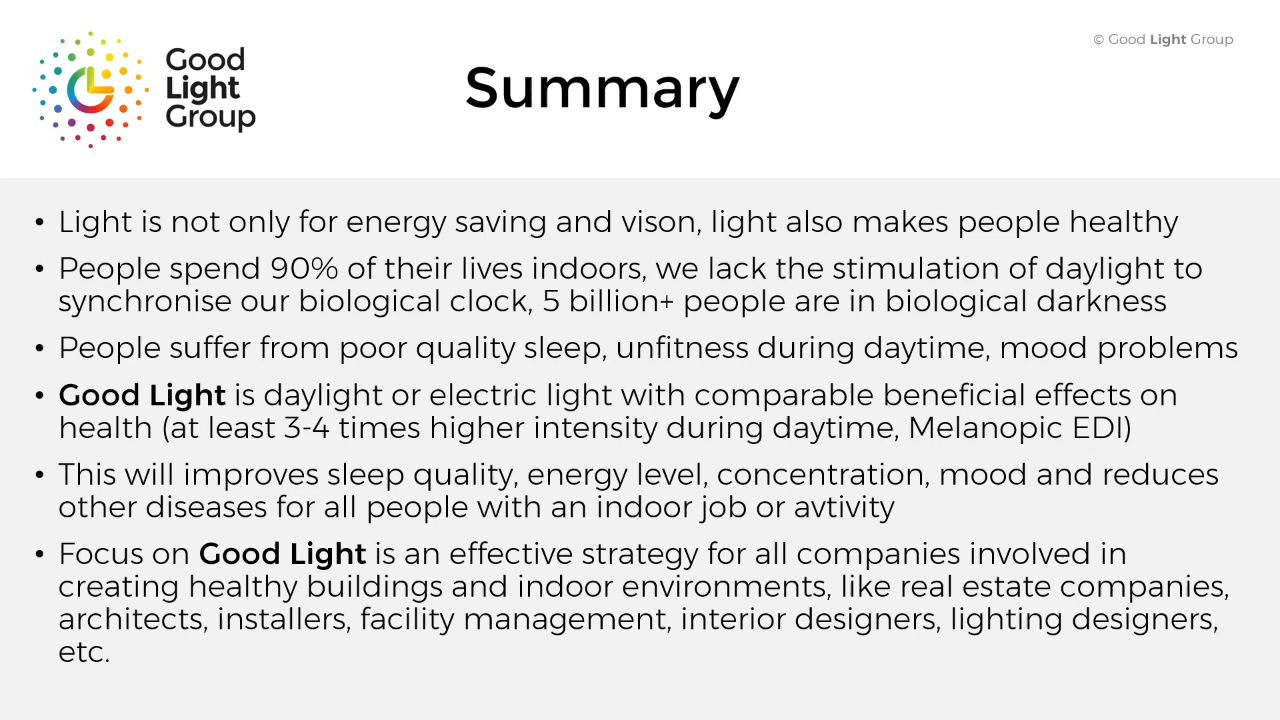 Good
Light
Group
Summary
© Good Light Group
• Light is not only for energy saving and vison, light also makes people healthy
• People spend 90% of their lives indoors, we lack the stimulation of daylight to
synchronise our biological clock, 5 billion+ people are in biological darkness
• People suffer from poor quality sleep, unfitness during daytime, mood problems
• Good Light is daylight or electric light with comparable beneficial effects on
health (at least 3-4 times higher intensity during daytime, Melanopic EDI)
• This will improves sleep quality, energy level, concentration, mood and reduces
other diseases for all people with an indoor job or avtivity
• Focus on Good Light is an effective strategy for all companies involved in
creating healthy buildings and indoor environments, like real estate companies,
architects, installers, facility management, interior designers, lighting designers,
etc.